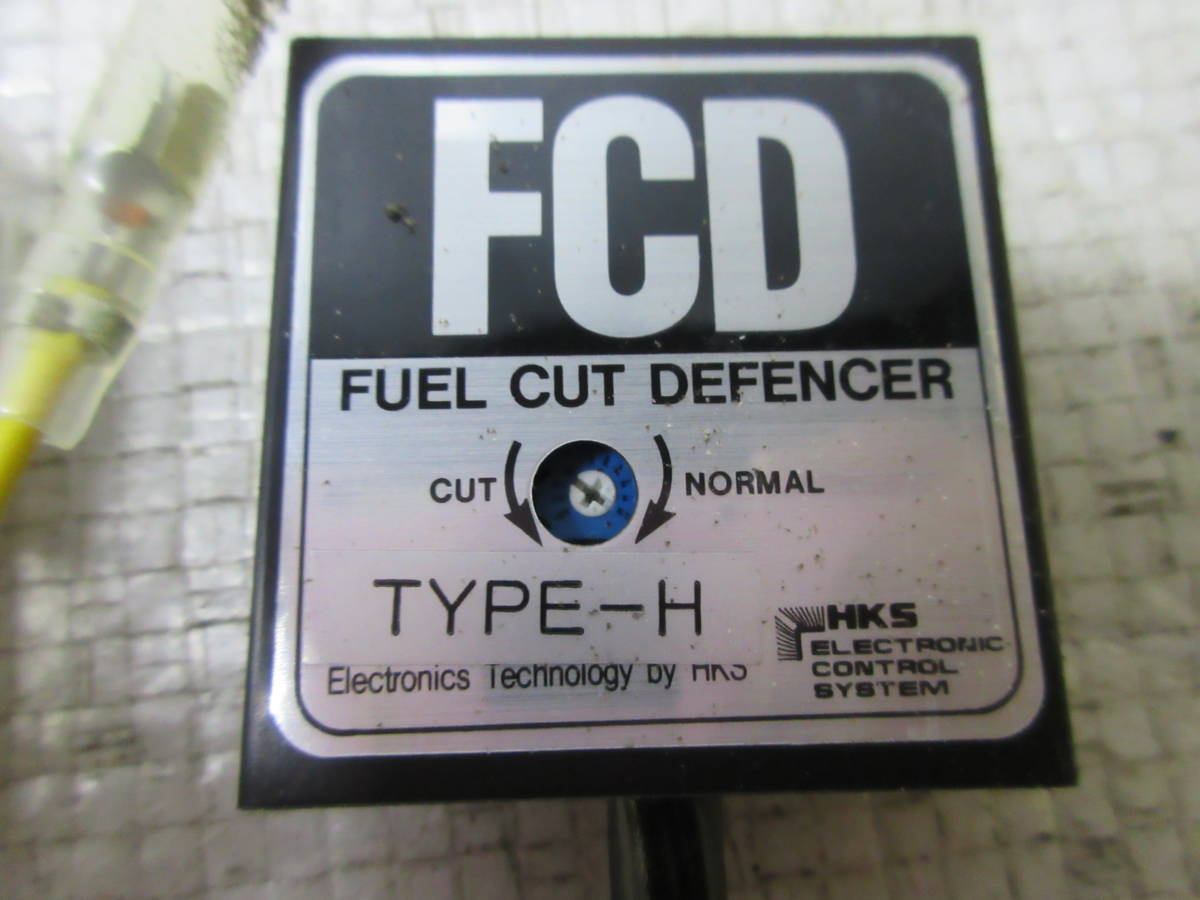 FCD
FUEL CUT DEFENCER
CUT NORMAL
TYPE-H
Electronics Technology by HKS
HKS
ELECTRONIC
CONTROL
SYSTEM